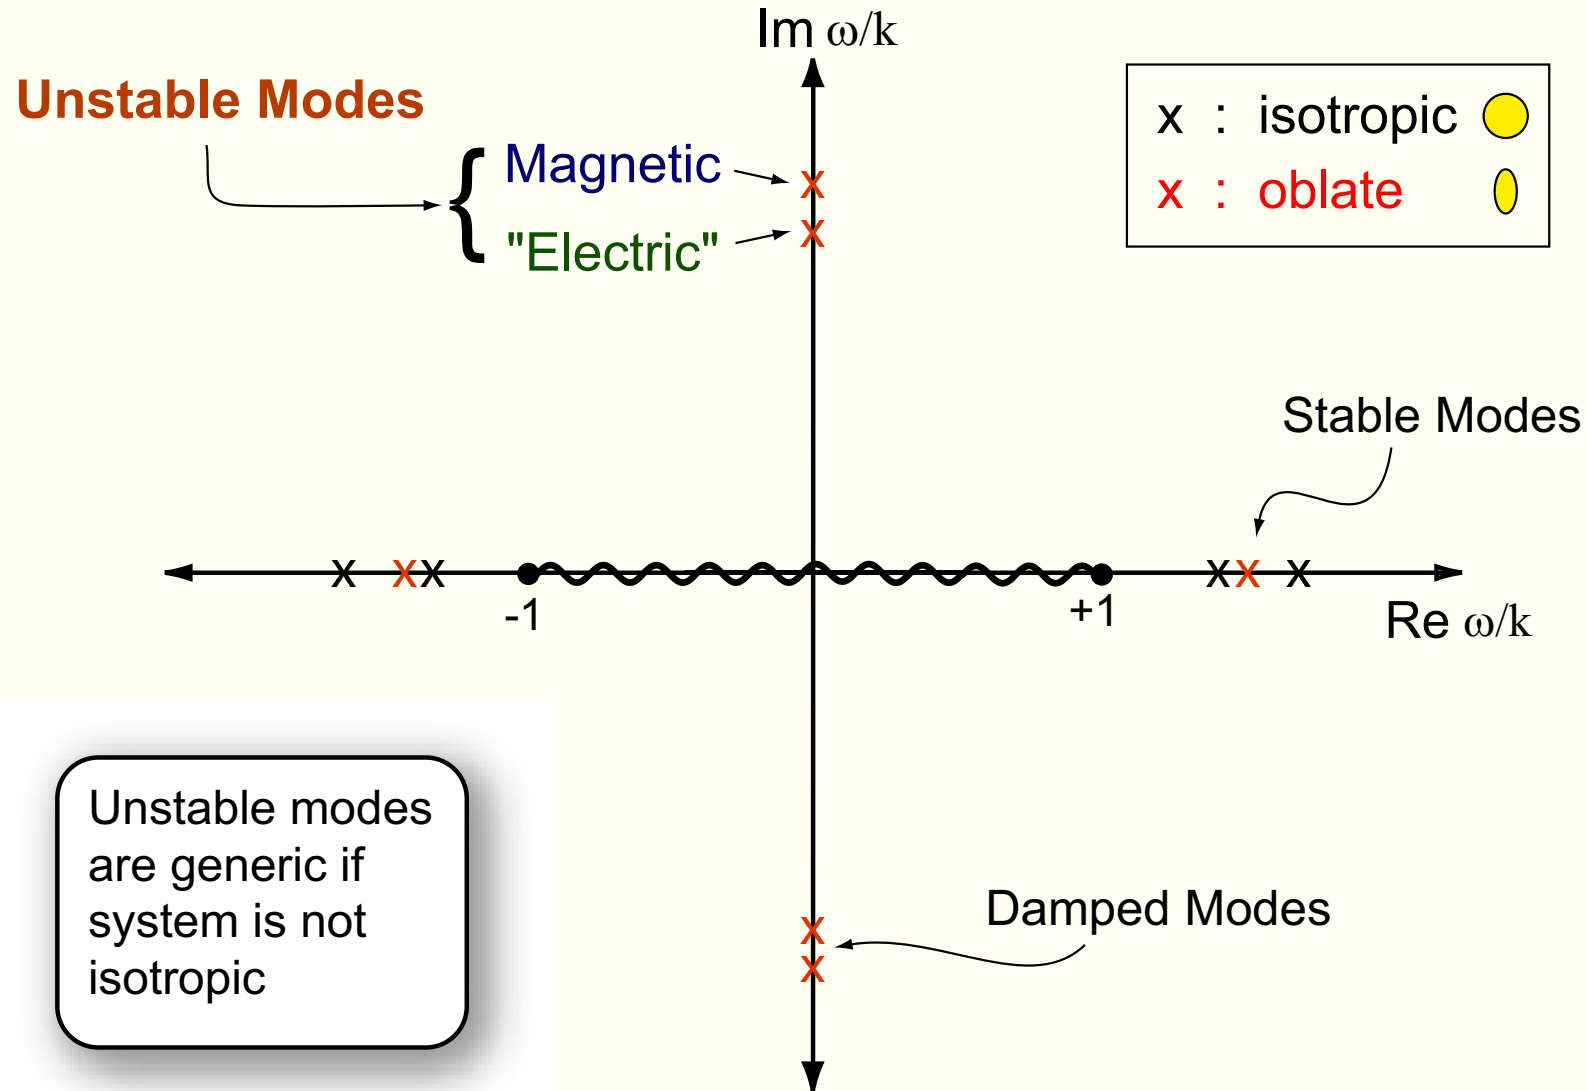 Im ω/k
Unstable Modes
{ Magnetic
"Electric"
x : isotropic
x : oblate
x
x
Stable Modes
x x x x x x
-1
+1
Re ω/k
Unstable modes
are generic if
system is not
isotropic
Damped Modes
x
x